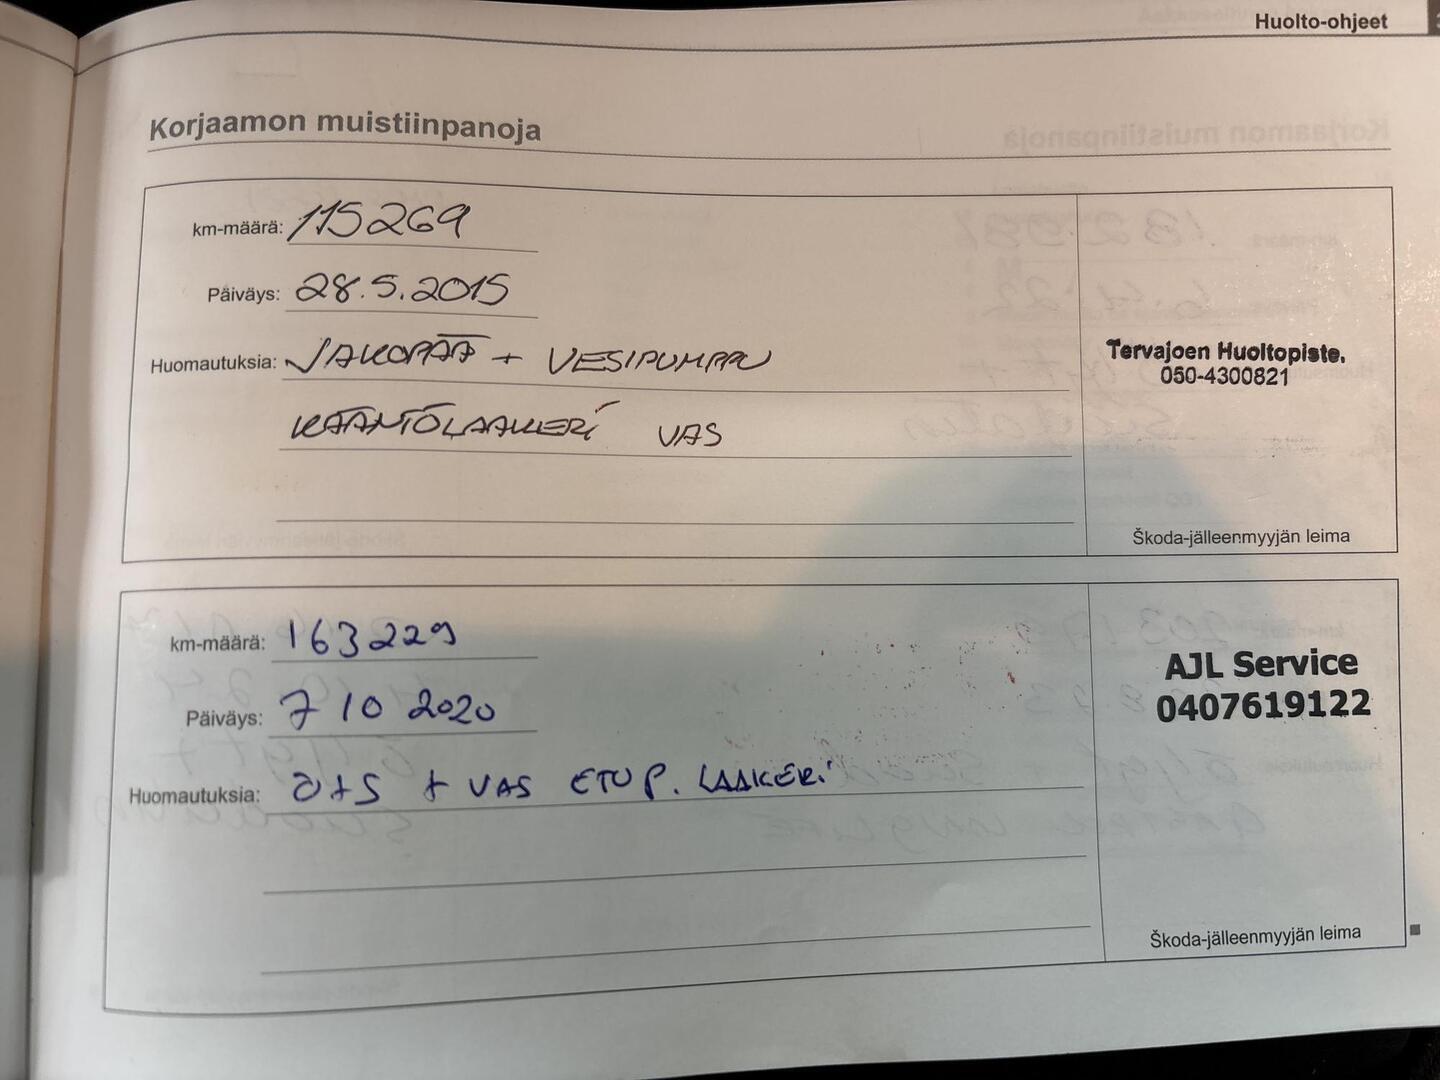 Huolto-ohjeet
Korjaamon muistiinpanoja
km-määrä: 115269
Päiväys: 28.5.2015
Huomautuksia: JAKOPÄÄ + VESIPUMPPU
KÄÄNTÖLAAKERI VAS
Tervajoen Huoltopiste.
050-4300821
Škoda-jälleenmyyjän leima
km-määrä: 163229
Päiväys: 7 10 2020
Huomautuksia: Ö+S + VAS ETU P. LAAKERI
AJL Service
0407619122
Škoda-jälleenmyyjän leima